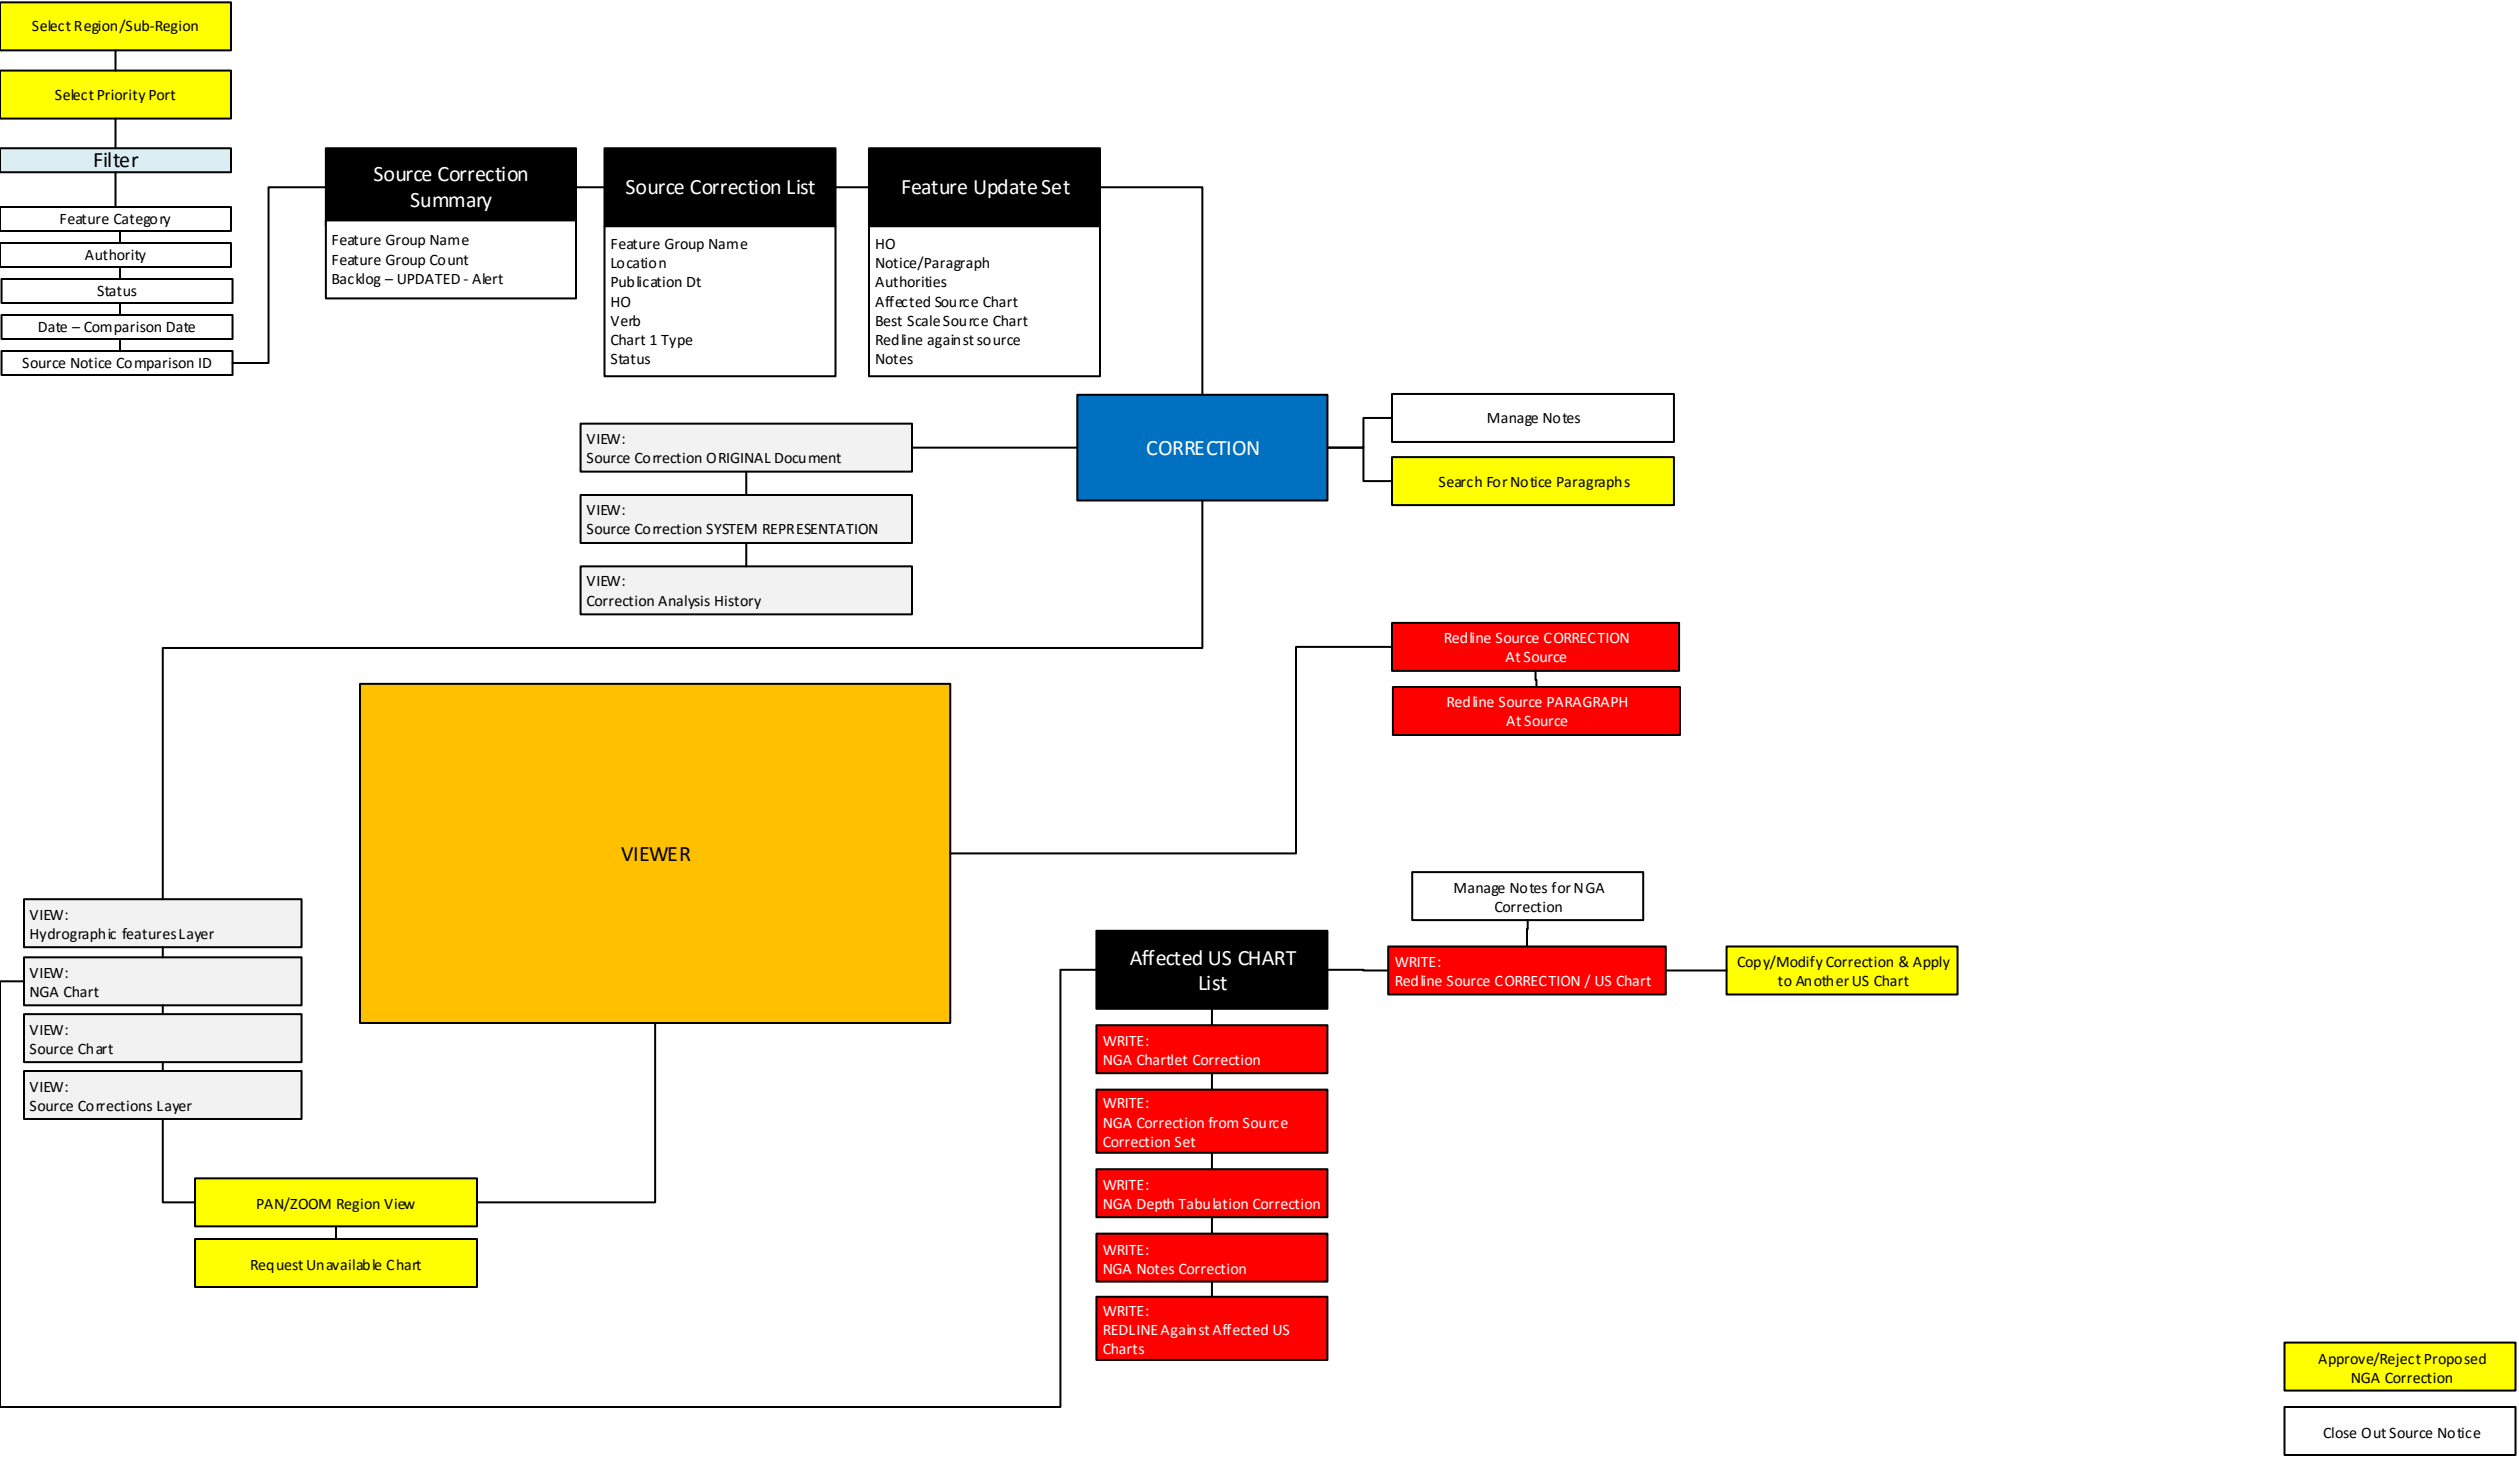 Select Region/Sub-Region
Select Priority Port
Filter
Feature Category
Authority
Status
Date – Comparison Date
Source Notice Comparison ID
Source Correction
Summary
Feature Group Name
Feature Group Count
Backlog – UPDATED - Alert
Source Correction List
Feature Group Name
Location
Publication Dt
HO
Verb
Chart 1 Type
Status
Feature Update Set
HO
Notice/Paragraph
Authorities
Affected Source Chart
Best Scale Source Chart
Redline against source
Notes
CORRECTION
Manage Notes
Search For Notice Paragraphs
VIEW:
Source Correction ORIGINAL Document
VIEW:
Source Correction SYSTEM REPRESENTATION
VIEW:
Correction Analysis History
Redline Source CORRECTION
At Source
Redline Source PARAGRAPH
At Source
VIEWER
VIEW:
Hydrographic features Layer
VIEW:
NGA Chart
VIEW:
Source Chart
VIEW:
Source Corrections Layer
PAN/ZOOM Region View
Request Unavailable Chart
Manage Notes for NGA
Correction
Affected US CHART
List
WRITE:
Redline Source CORRECTION / US Chart
Copy/Modify Correction & Apply
to Another US Chart
WRITE:
NGA Chartlet Correction
WRITE:
NGA Correction from Source
Correction Set
WRITE:
NGA Depth Tabulation Correction
WRITE:
NGA Notes Correction
WRITE:
REDLINE Against Affected US
Charts
Approve/Reject Proposed
NGA Correction
Close Out Source Notice